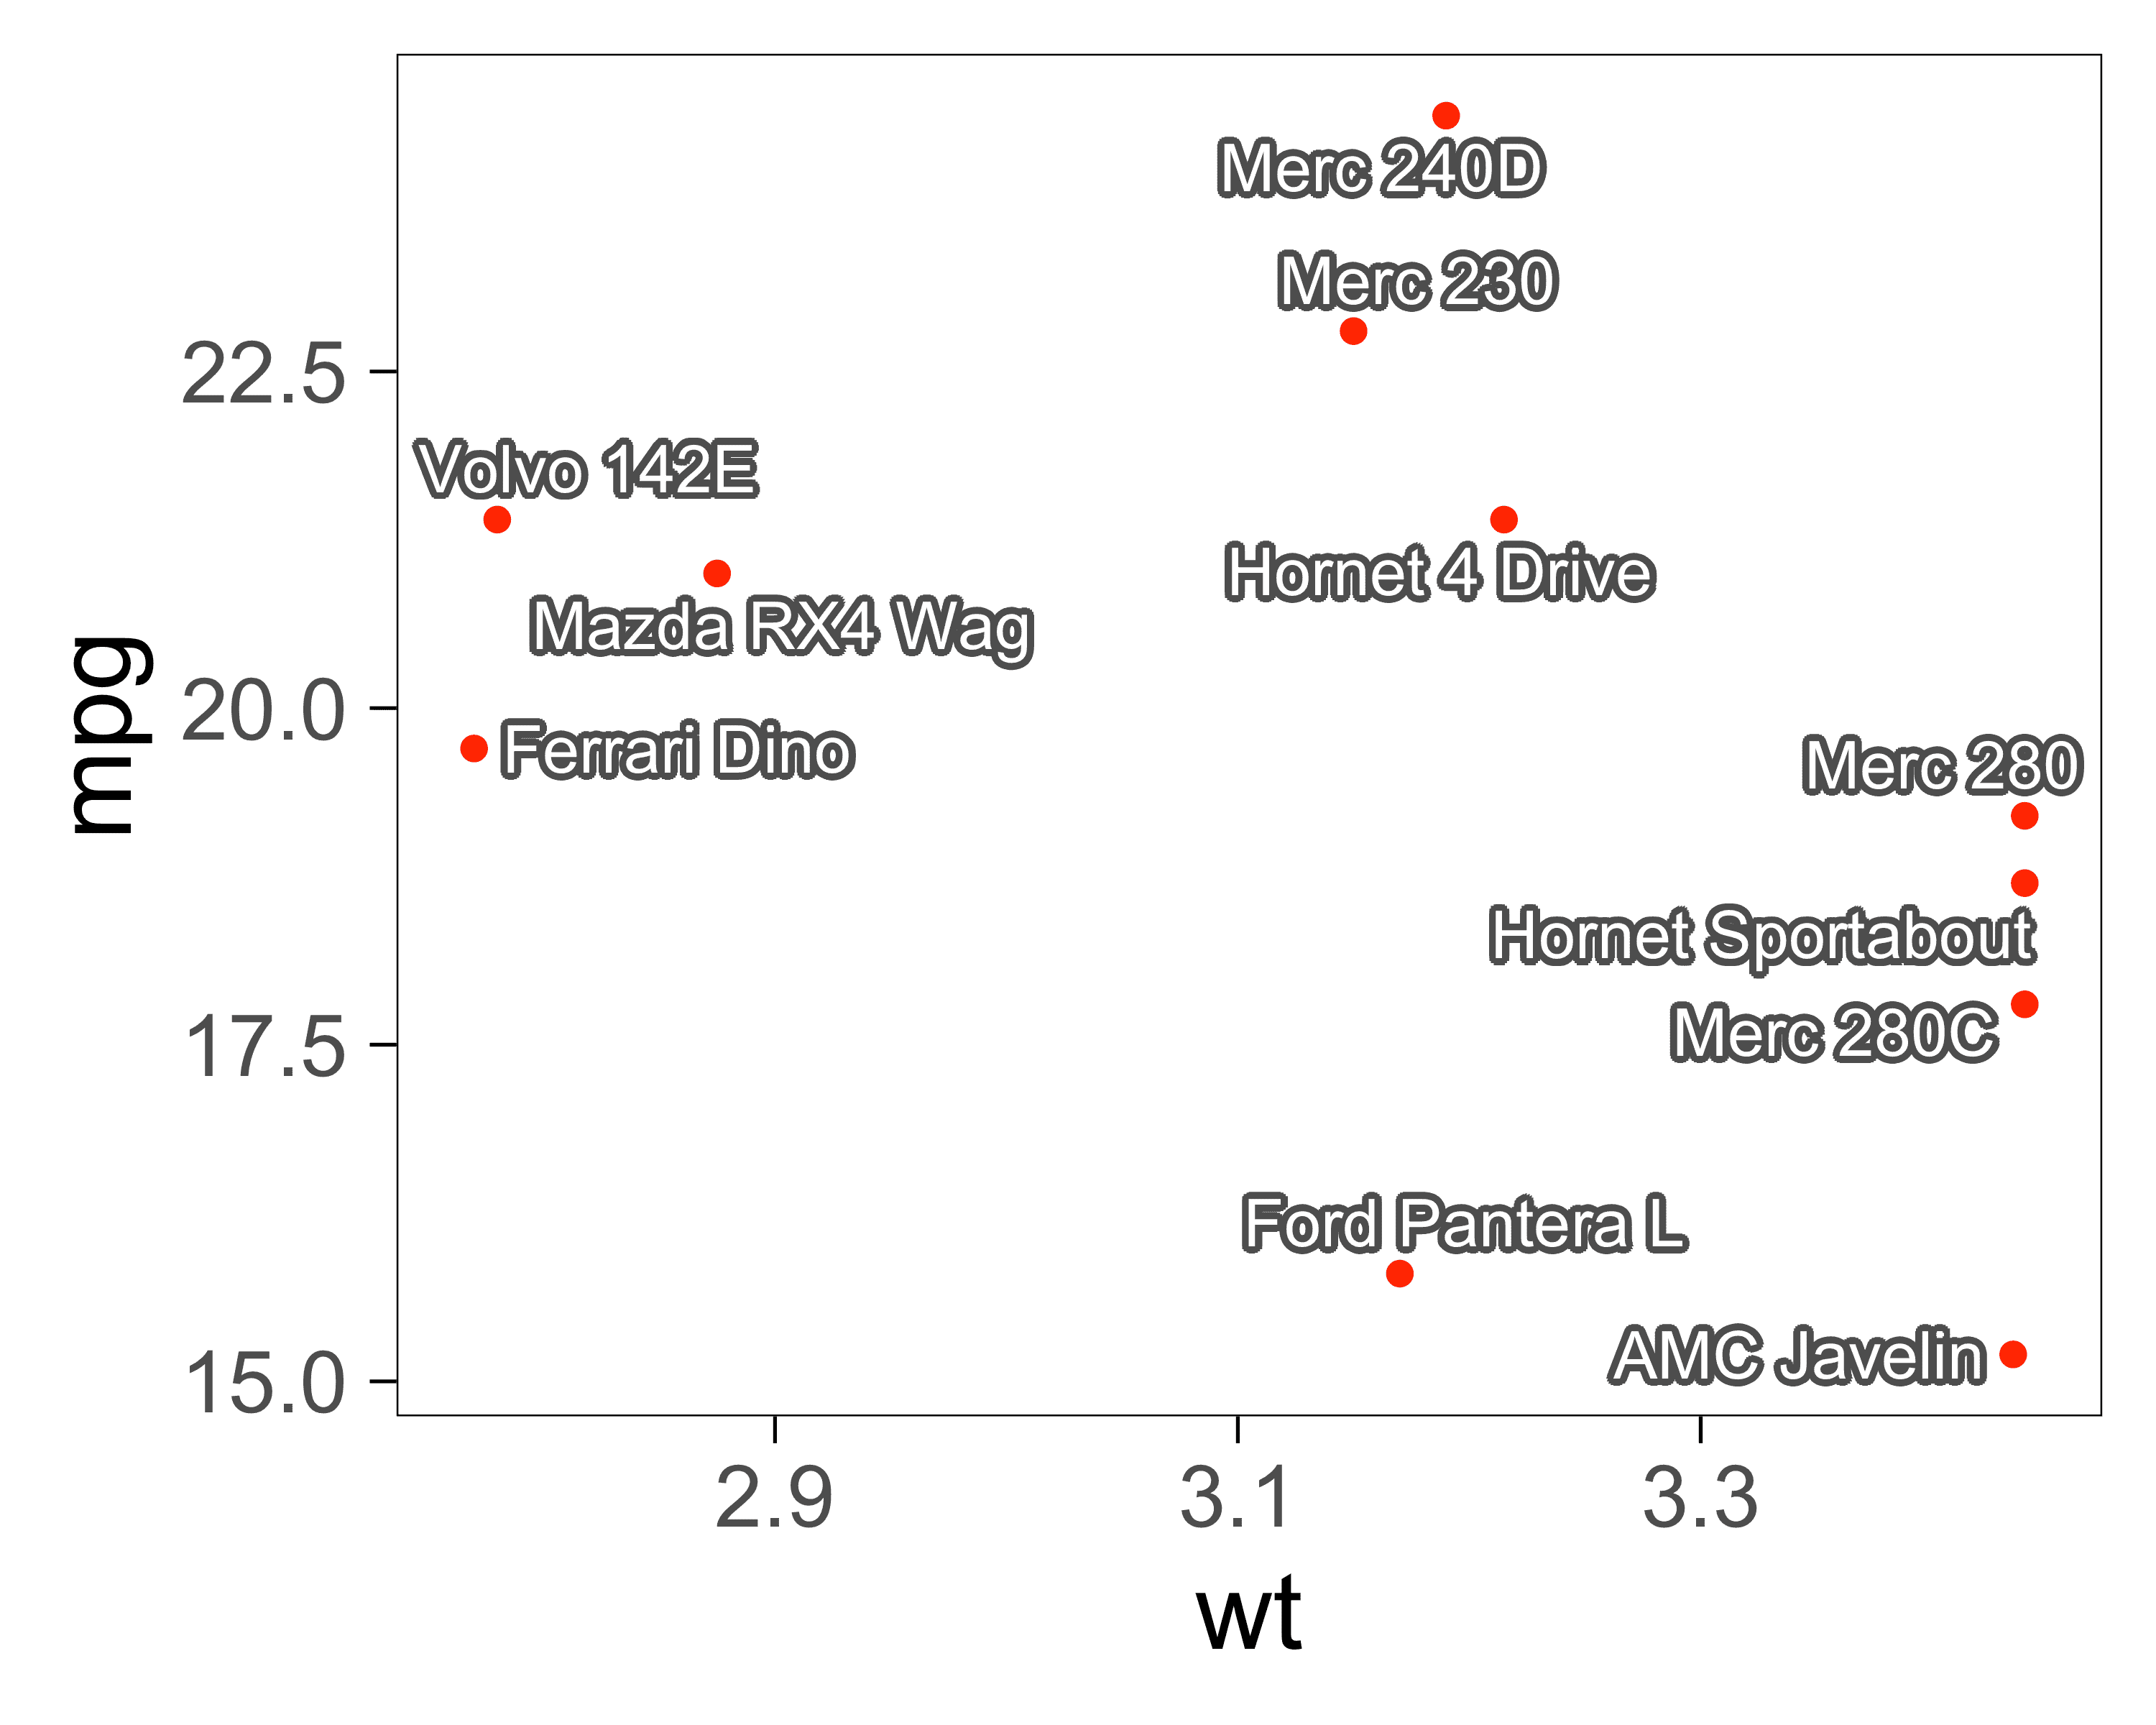 Merc 240D
Merc 230
22.5
Volvo 142E
Hornet 4 Drive
Mazda RX4 Wag
mpg
20.0
Ferrari Dino
Merc 280
Hornet Sportabout
Merc 280C
17.5
Ford Pantera L
AMC Javelin
15.0
2.9 3.1 3.3
wt